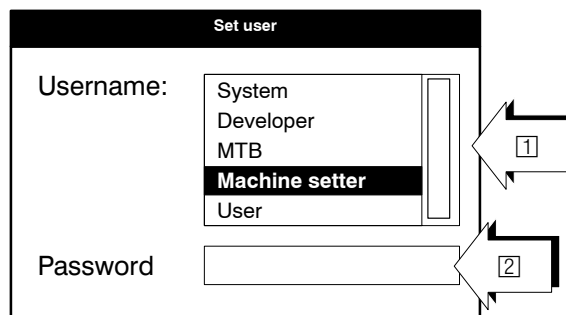 Set user
Username:
System
Developer
MTB
Machine setter
User
Password
1
2